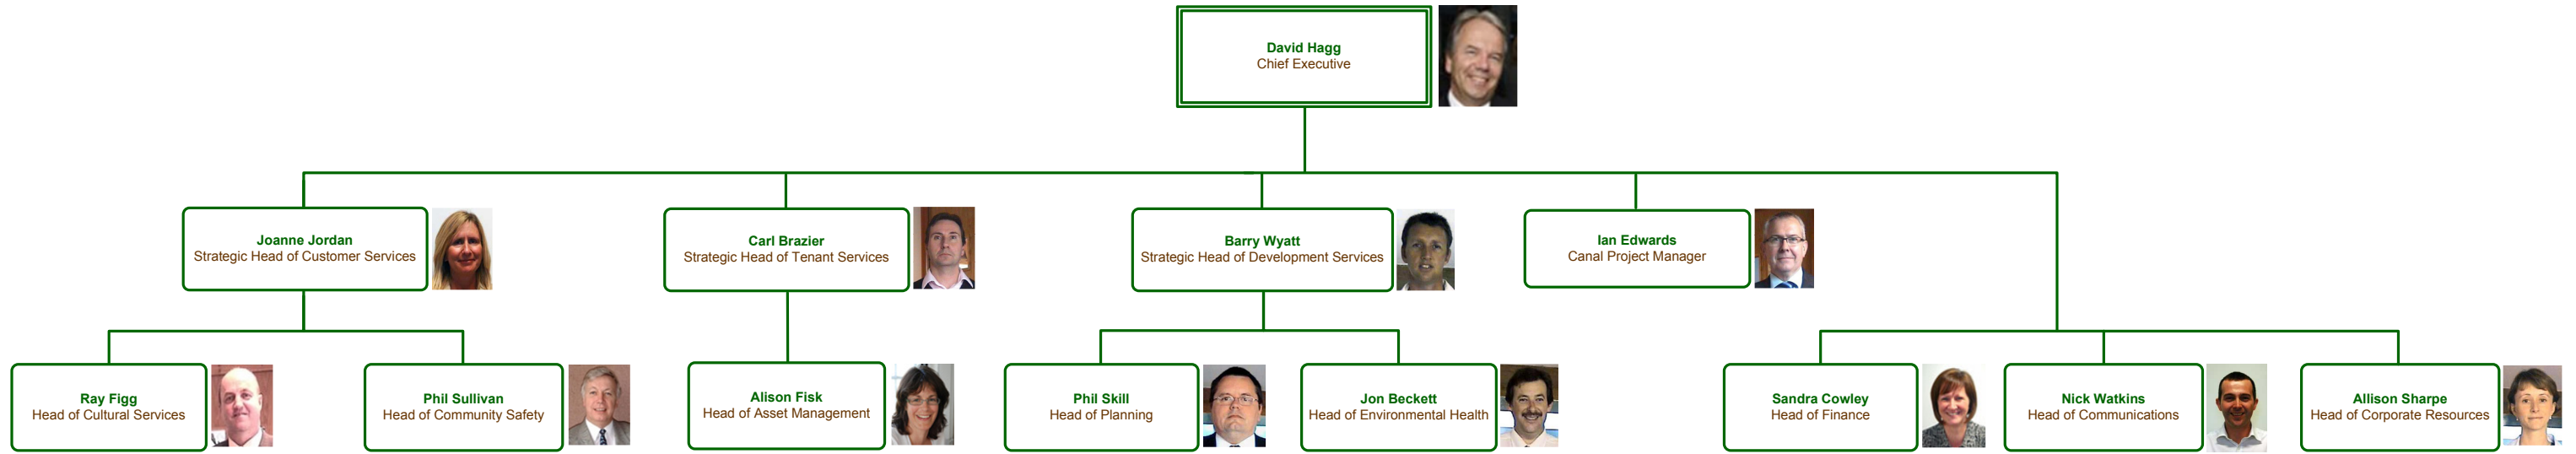 David Hagg
Chief Executive
Joanne Jordan
Strategic Head of Customer Services
Carl Brazier
Strategic Head of Tenant Services
Barry Wyatt
Strategic Head of Development Services
Ian Edwards
Canal Project Manager
Ray Figg
Head of Cultural Services
Phil Sullivan
Head of Community Safety
Alison Fisk
Head of Asset Management
Phil Skill
Head of Planning
Jon Beckett
Head of Environmental Health
Sandra Cowley
Head of Finance
Nick Watkins
Head of Communications
Allison Sharpe
Head of Corporate Resources